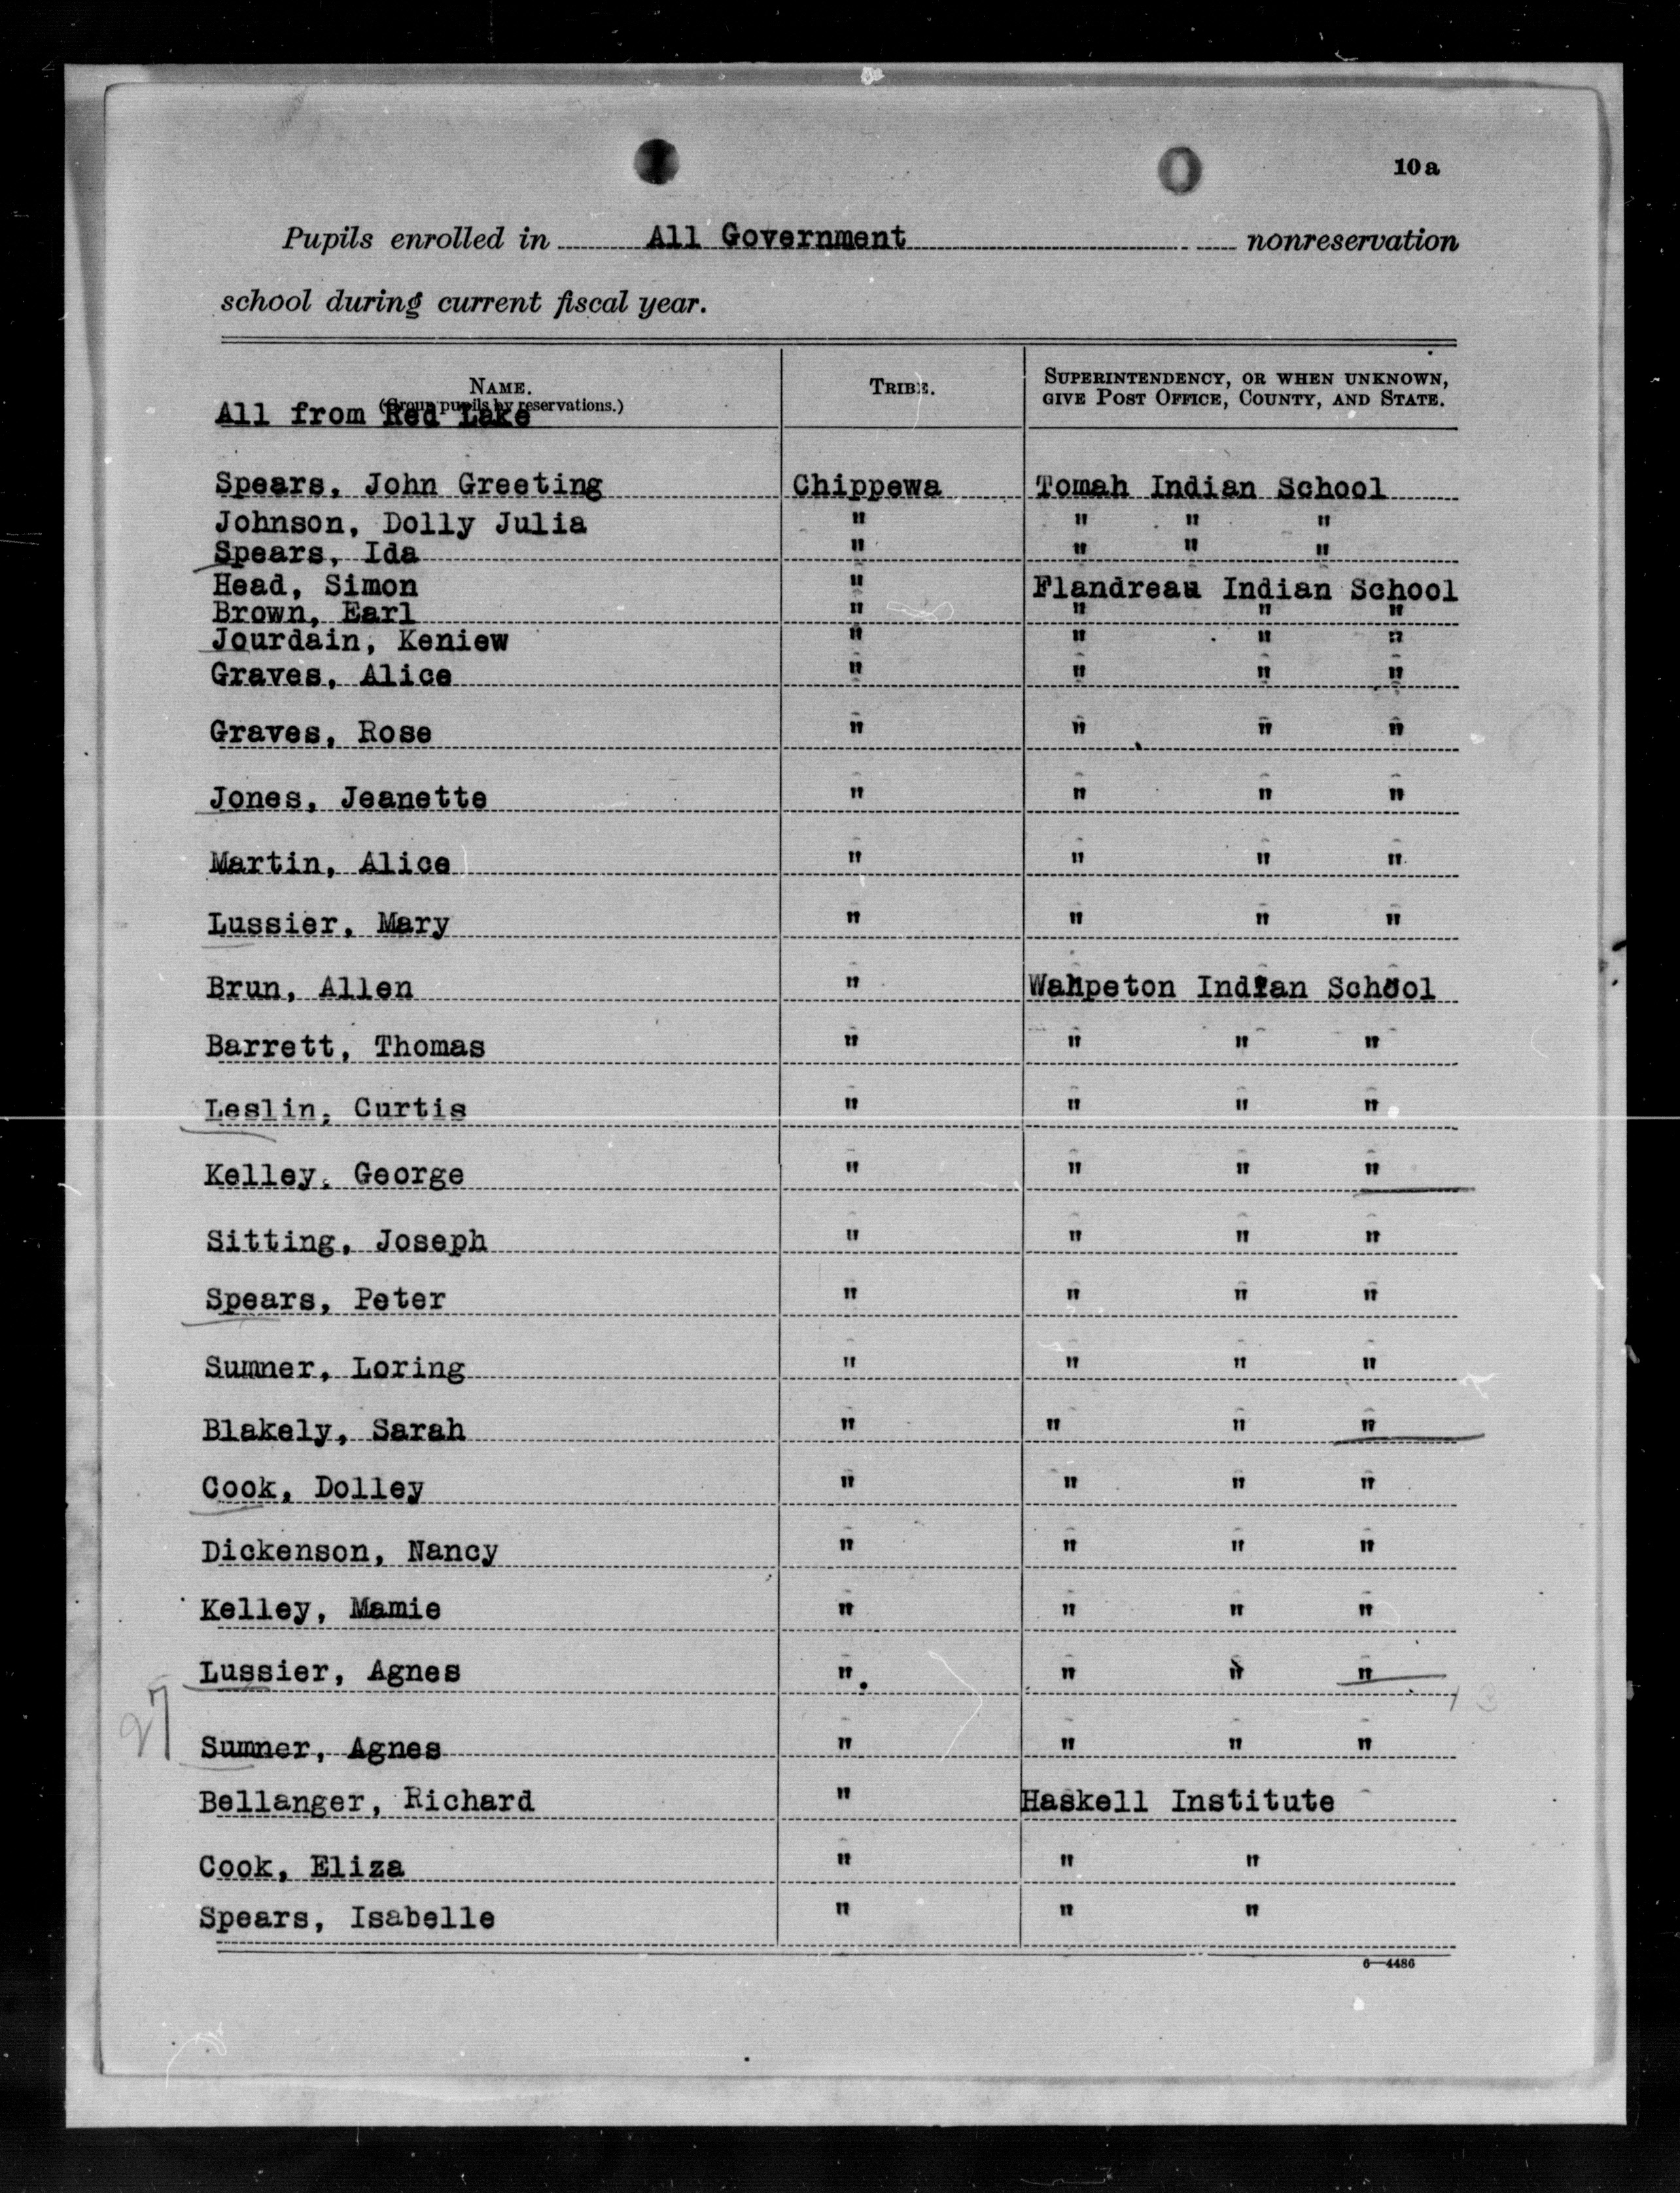 10a
Pupils enrolled in All Government nonreservation
school during current fiscal year.
NAME. TRIBE. SUPERINTENDENCY, OR WHEN UNKNOWN,
(Group pupils by reservations.) GIVE POST OFFICE, COUNTY, AND STATE.
All from Red Lake
Spears, John Greeting Chippewa Tomah Indian School
Johnson, Dolly Julia " " " "
Spears, Ida " " " "
Head, Simon " Flandreau Indian School
Brown, Earl " " " "
Jourdain, Keniew " " " "
Graves, Alice " " " "
Graves, Rose " " " "
Jones, Jeanette " " " "
Martin, Alice " " " "
Lussier, Mary " " " "
Brun, Allen " Wahpeton Indian School
Barrett, Thomas " " " "
Leslin, Curtis " " " "
Kelley, George " " " "
Sitting, Joseph " " " "
Spears, Peter " " " "
Sumner, Loring " " " "
Blakely, Sarah " " " "
Cook, Dolley " " " "
Dickenson, Nancy " " " "
Kelley, Mamie " " " "
Lussier, Agnes " " " "
27
Sumner, Agnes " " " "
Bellanger, Richard " Haskell Institute
Cook, Eliza " " "
Spears, Isabelle " " "
6—4486